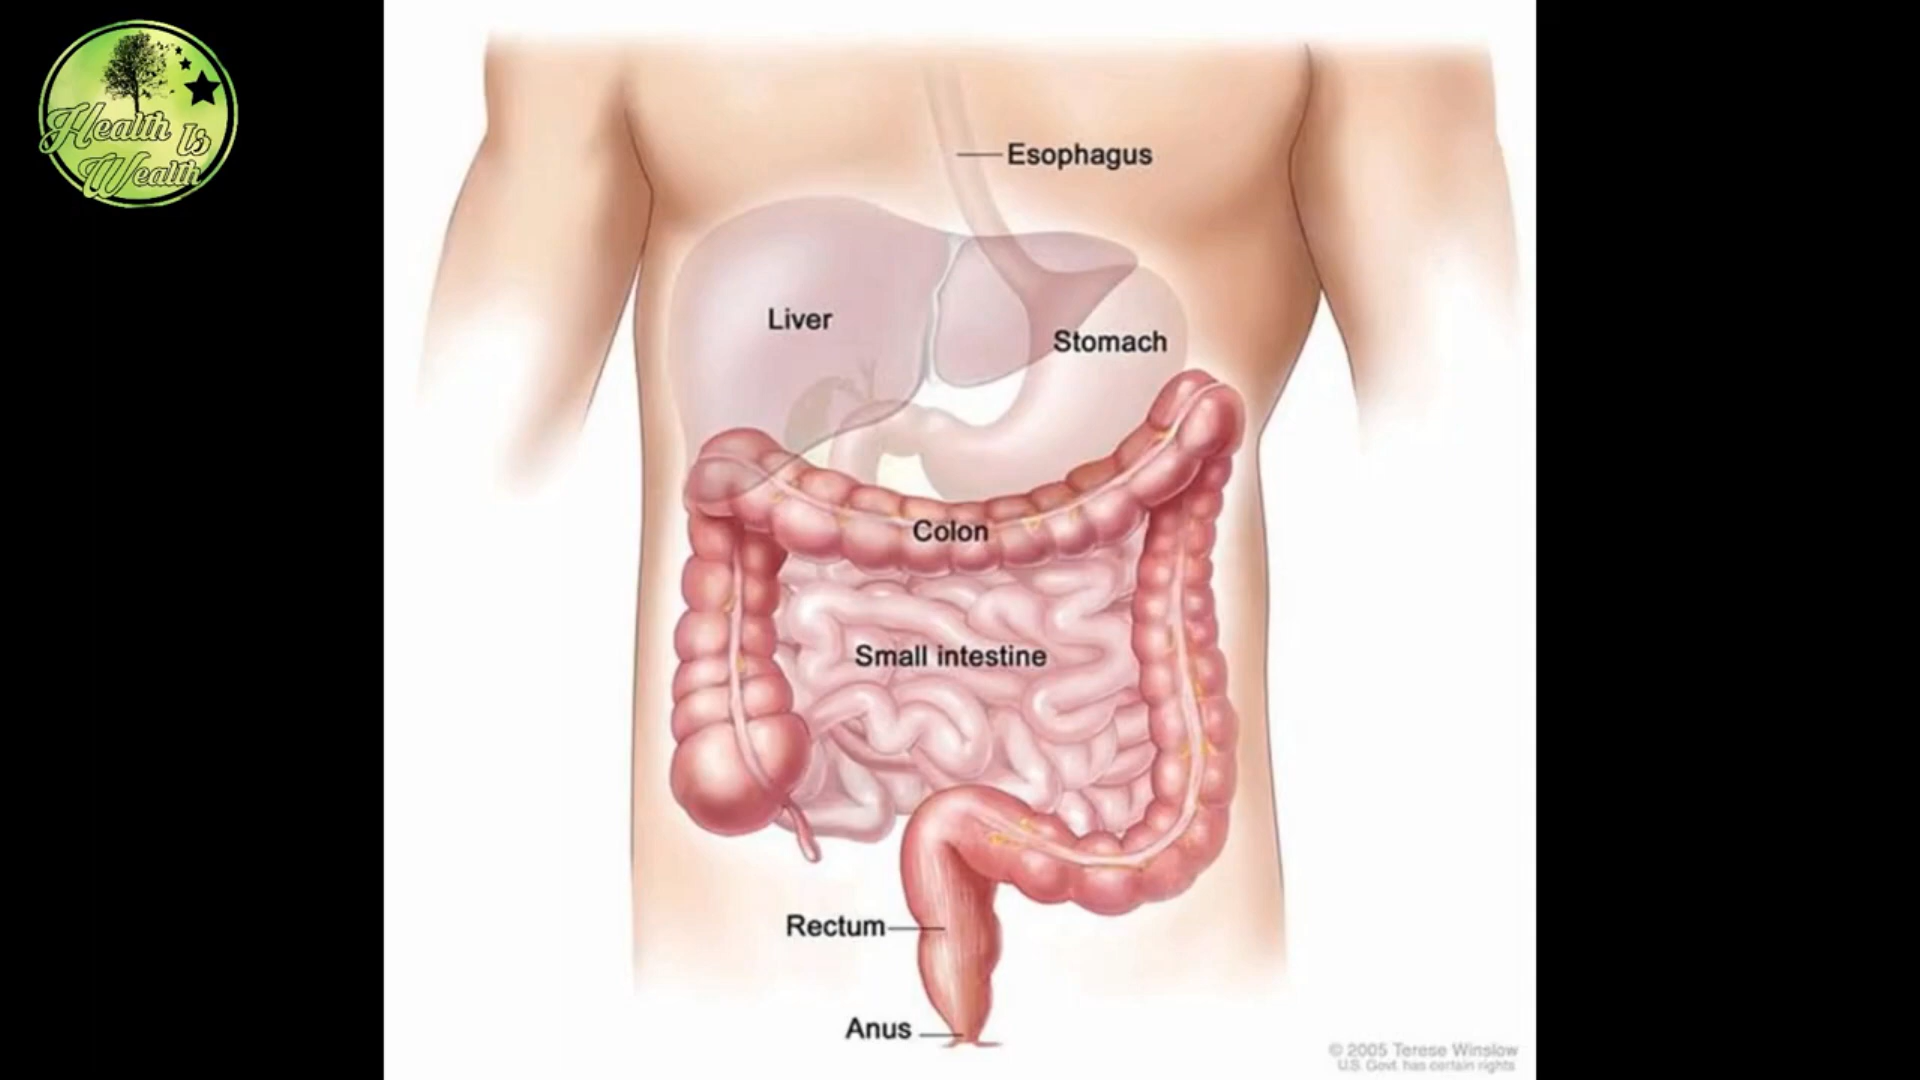 Health Is
Wealth
Esophagus
Liver
Stomach
Colon
Small intestine
Rectum
Anus
© 2005 Terese Winslow
U.S. Govt. has certain rights